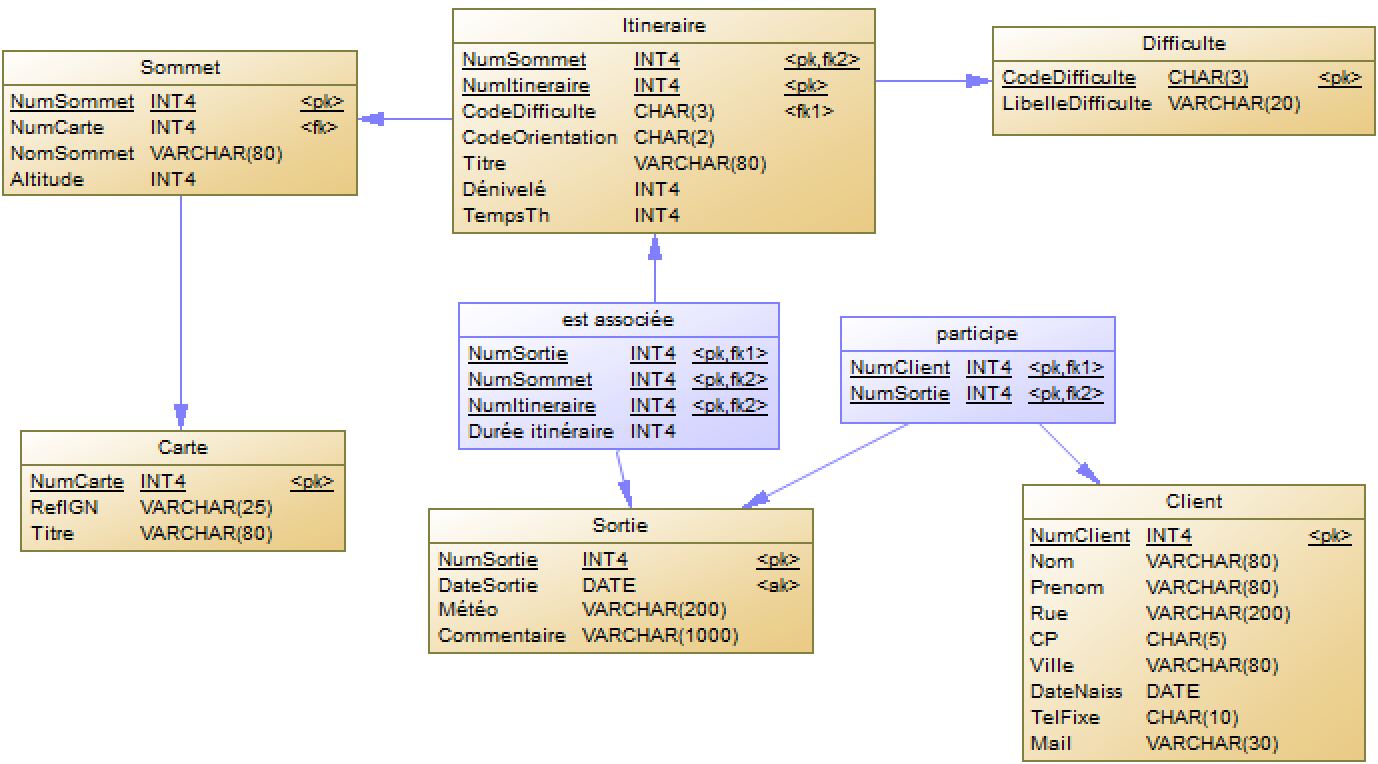 Itineraire
NumSommet INT4 <pk,fk2>
NumItineraire INT4 <pk>
CodeDifficulte CHAR(3) <fk1>
CodeOrientation CHAR(2)
Titre VARCHAR(80)
Dénivelé INT4
TempsTh INT4
Difficulte
CodeDifficulte CHAR(3) <pk>
LibelleDifficulte VARCHAR(20)
Sommet
NumSommet INT4 <pk>
NumCarte INT4 <fk>
NomSommet VARCHAR(80)
Altitude INT4
est associée
NumSortie INT4 <pk,fk1>
NumSommet INT4 <pk,fk2>
NumItineraire INT4 <pk,fk2>
Durée itinéraire INT4
participe
NumClient INT4 <pk,fk1>
NumSortie INT4 <pk,fk2>
Carte
NumCarte INT4 <pk>
RefIGN VARCHAR(25)
Titre VARCHAR(80)
Sortie
NumSortie INT4 <pk>
DateSortie DATE <ak>
Météo VARCHAR(200)
Commentaire VARCHAR(1000)
Client
NumClient INT4 <pk>
Nom VARCHAR(80)
Prenom VARCHAR(80)
Rue VARCHAR(200)
CP CHAR(5)
Ville VARCHAR(80)
DateNaiss DATE
TelFixe CHAR(10)
Mail VARCHAR(30)